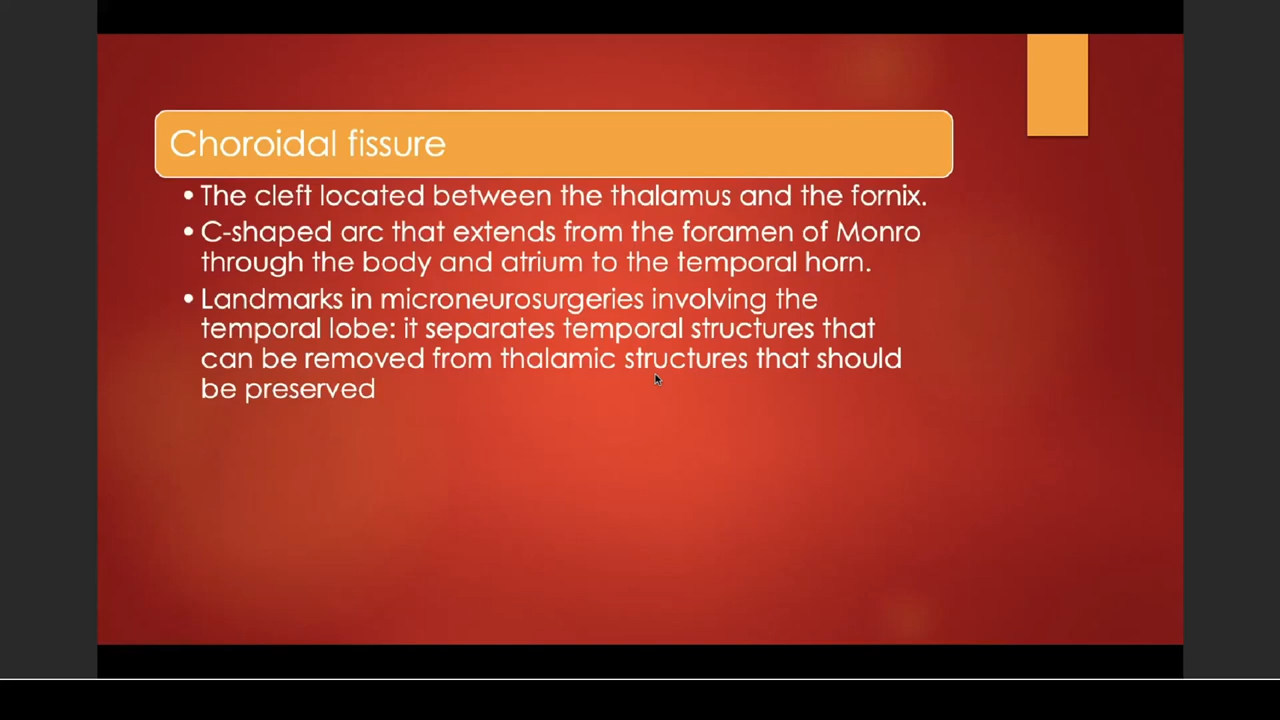 Choroidal fissure
•The cleft located between the thalamus and the fornix.
•C-shaped arc that extends from the foramen of Monro
through the body and atrium to the temporal horn.
•Landmarks in microneurosurgeries involving the
temporal lobe: it separates temporal structures that
can be removed from thalamic structures that should
be preserved